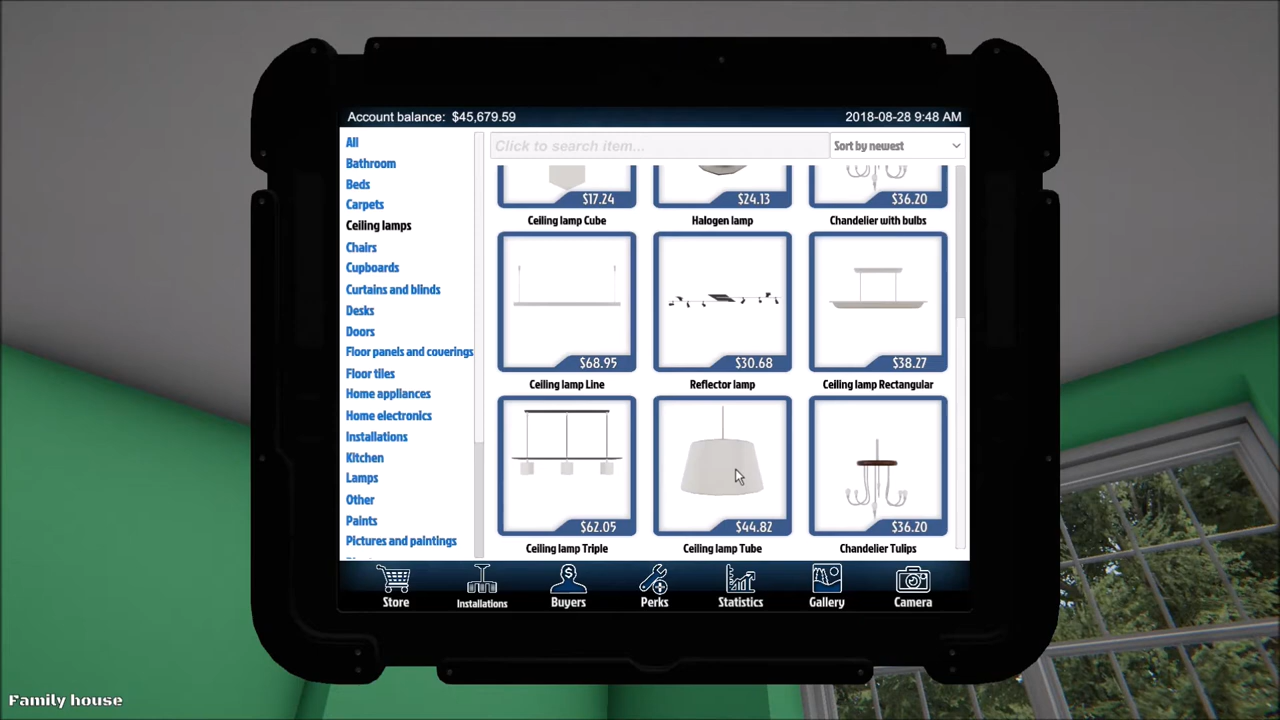 Account balance: $45,679.59
2018-08-28 9:48 AM
All
Bathroom
Beds
Carpets
Ceiling lamps
Chairs
Cupboards
Curtains and blinds
Desks
Doors
Floor panels and coverings
Floor tiles
Home appliances
Home electronics
Installations
Kitchen
Lamps
Other
Paints
Pictures and paintings
Click to search item...
Sort by newest
$17.24
$24.13
$36.20
Ceiling lamp Cube
Halogen lamp
Chandelier with bulbs
$68.95
$30.68
$38.27
Ceiling lamp Line
Reflector lamp
Ceiling lamp Rectangular
$62.05
$44.82
$36.20
Ceiling lamp Triple
Ceiling lamp Tube
Chandelier Tulips
Store
Installations
Buyers
Perks
Statistics
Gallery
Camera
Family house